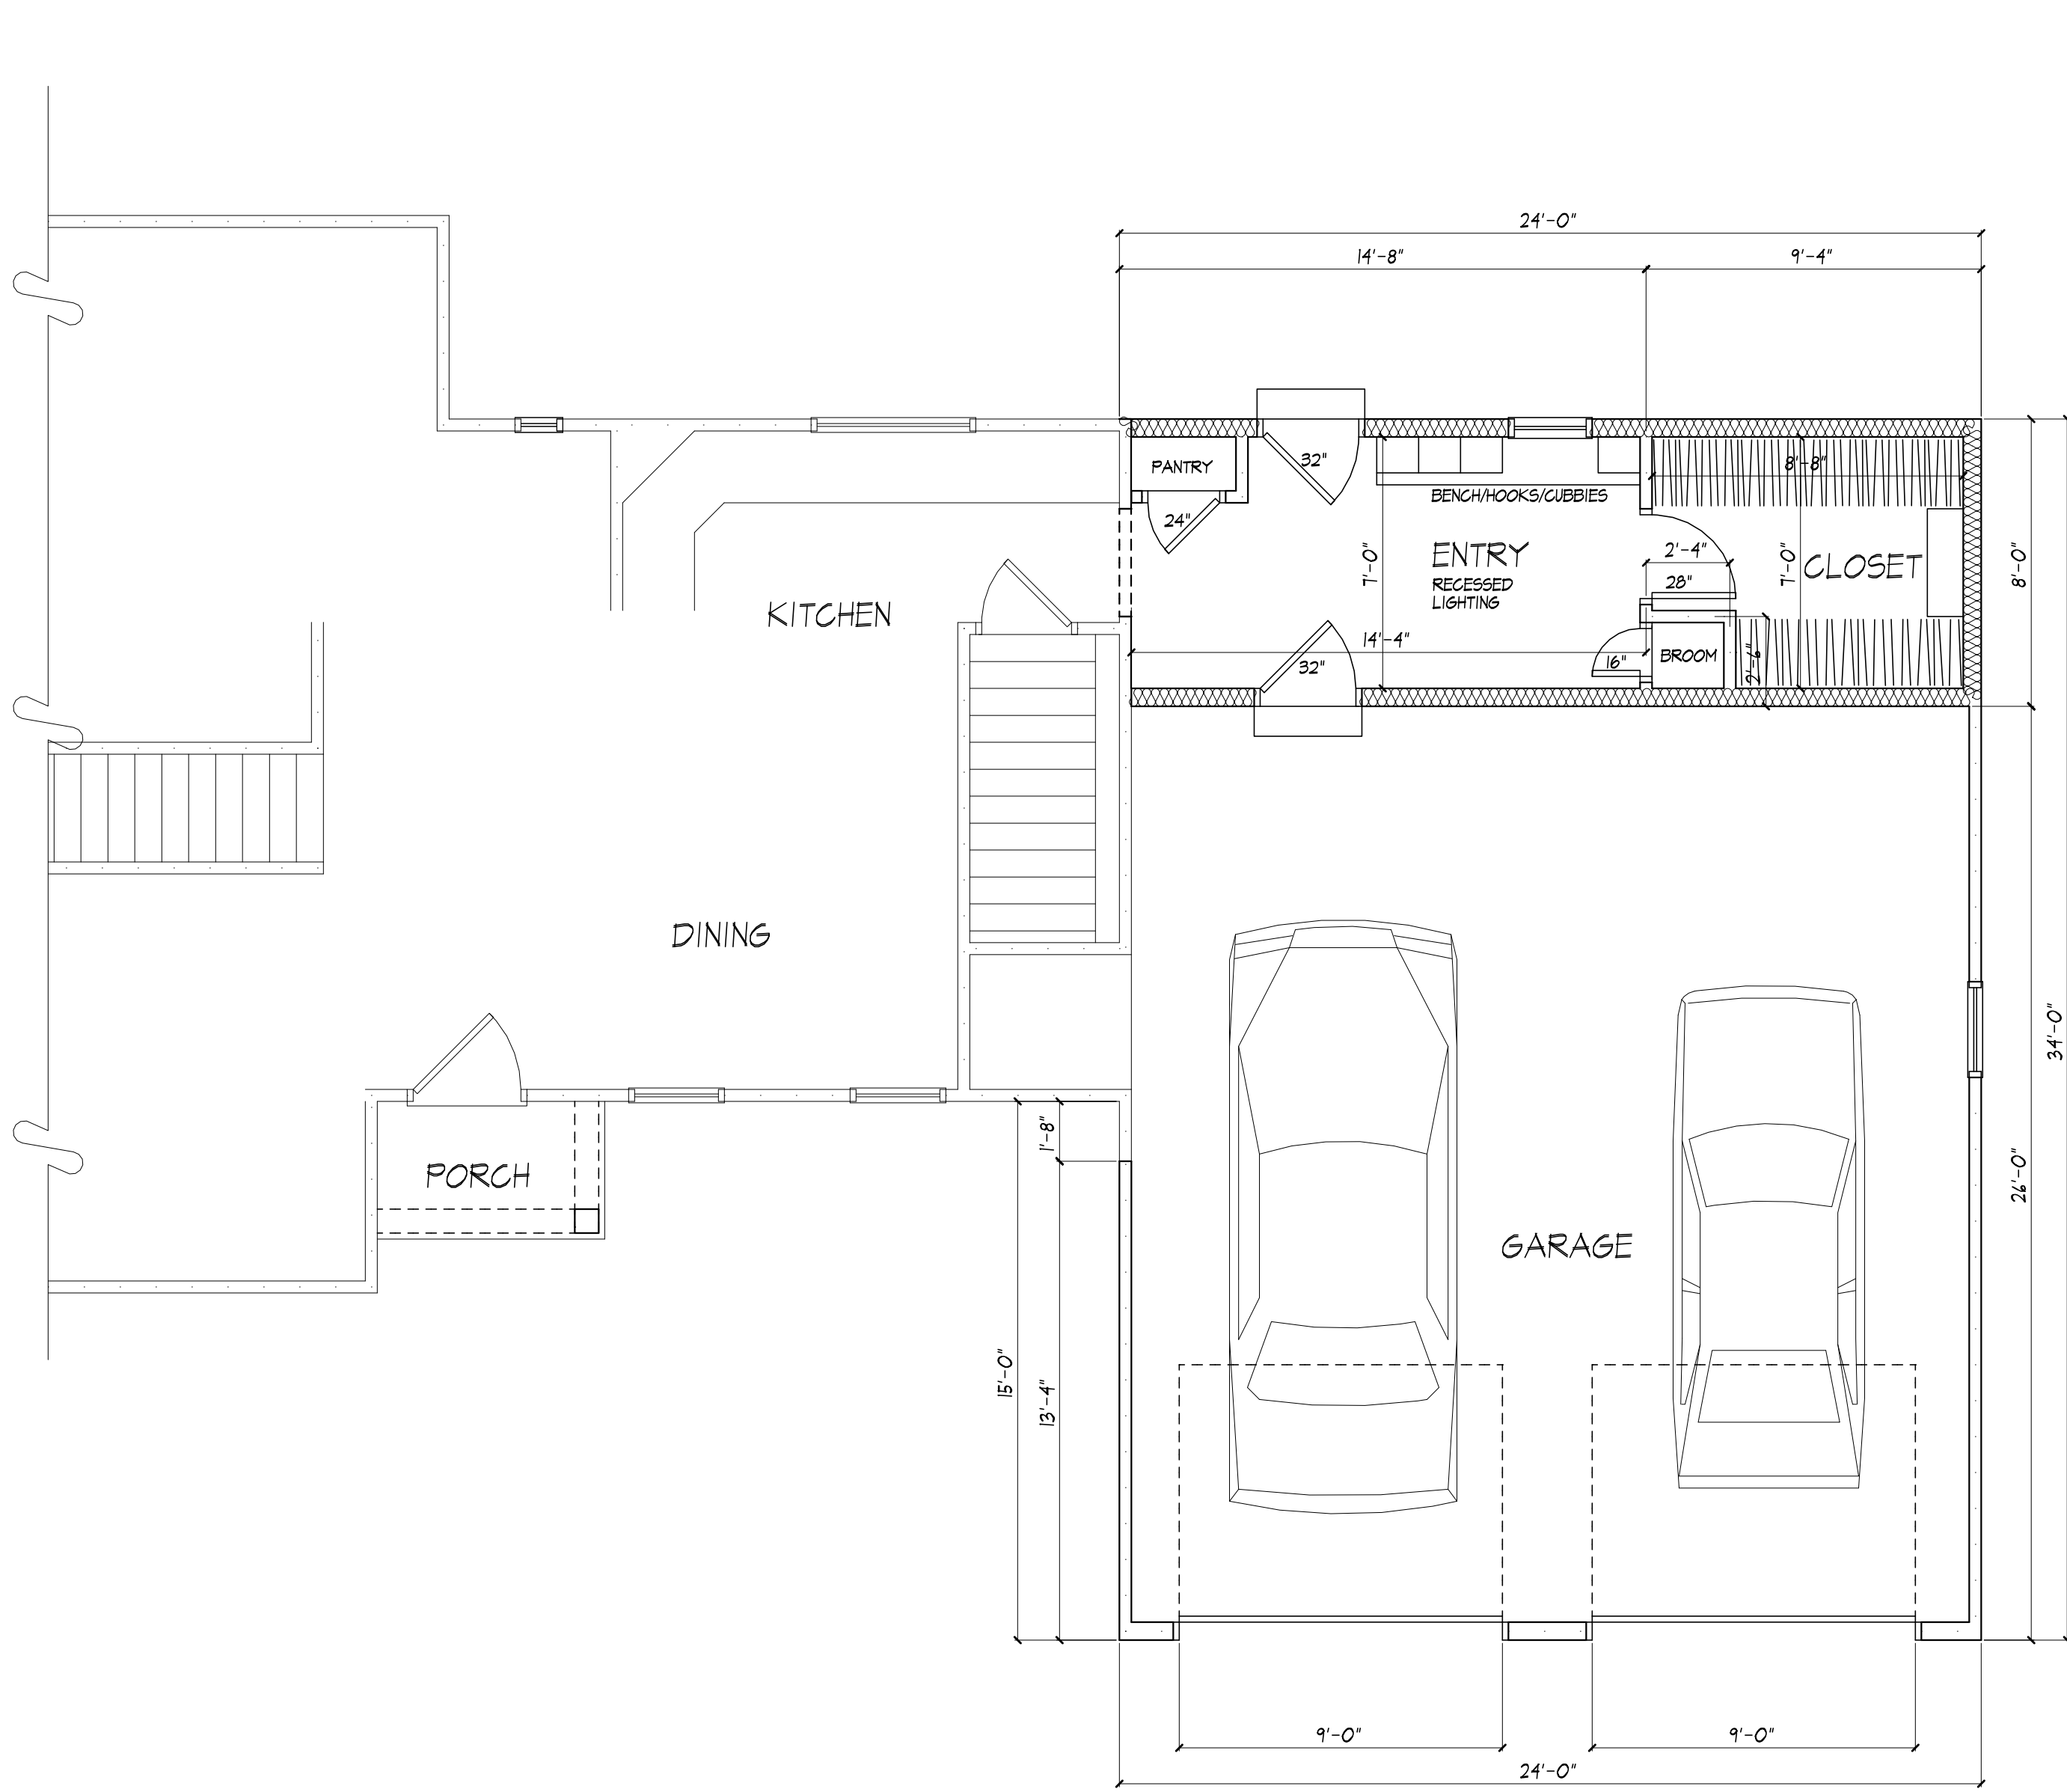 24'-0"
14'-8"
9'-4"
PANTRY
32"
8'-8"
BENCH/HOOKS/CUBBIES
24"
ENTRY
RECESSED
LIGHTING
7'-0"
2'-4"
28"
7'-0"
CLOSET
8'-0"
KITCHEN
14'-4"
32"
16"
BROOM
2'-6"
DINING
34'-0"
1'-8"
PORCH
26'-0"
GARAGE
15'-0"
13'-4"
9'-0"
9'-0"
24'-0"